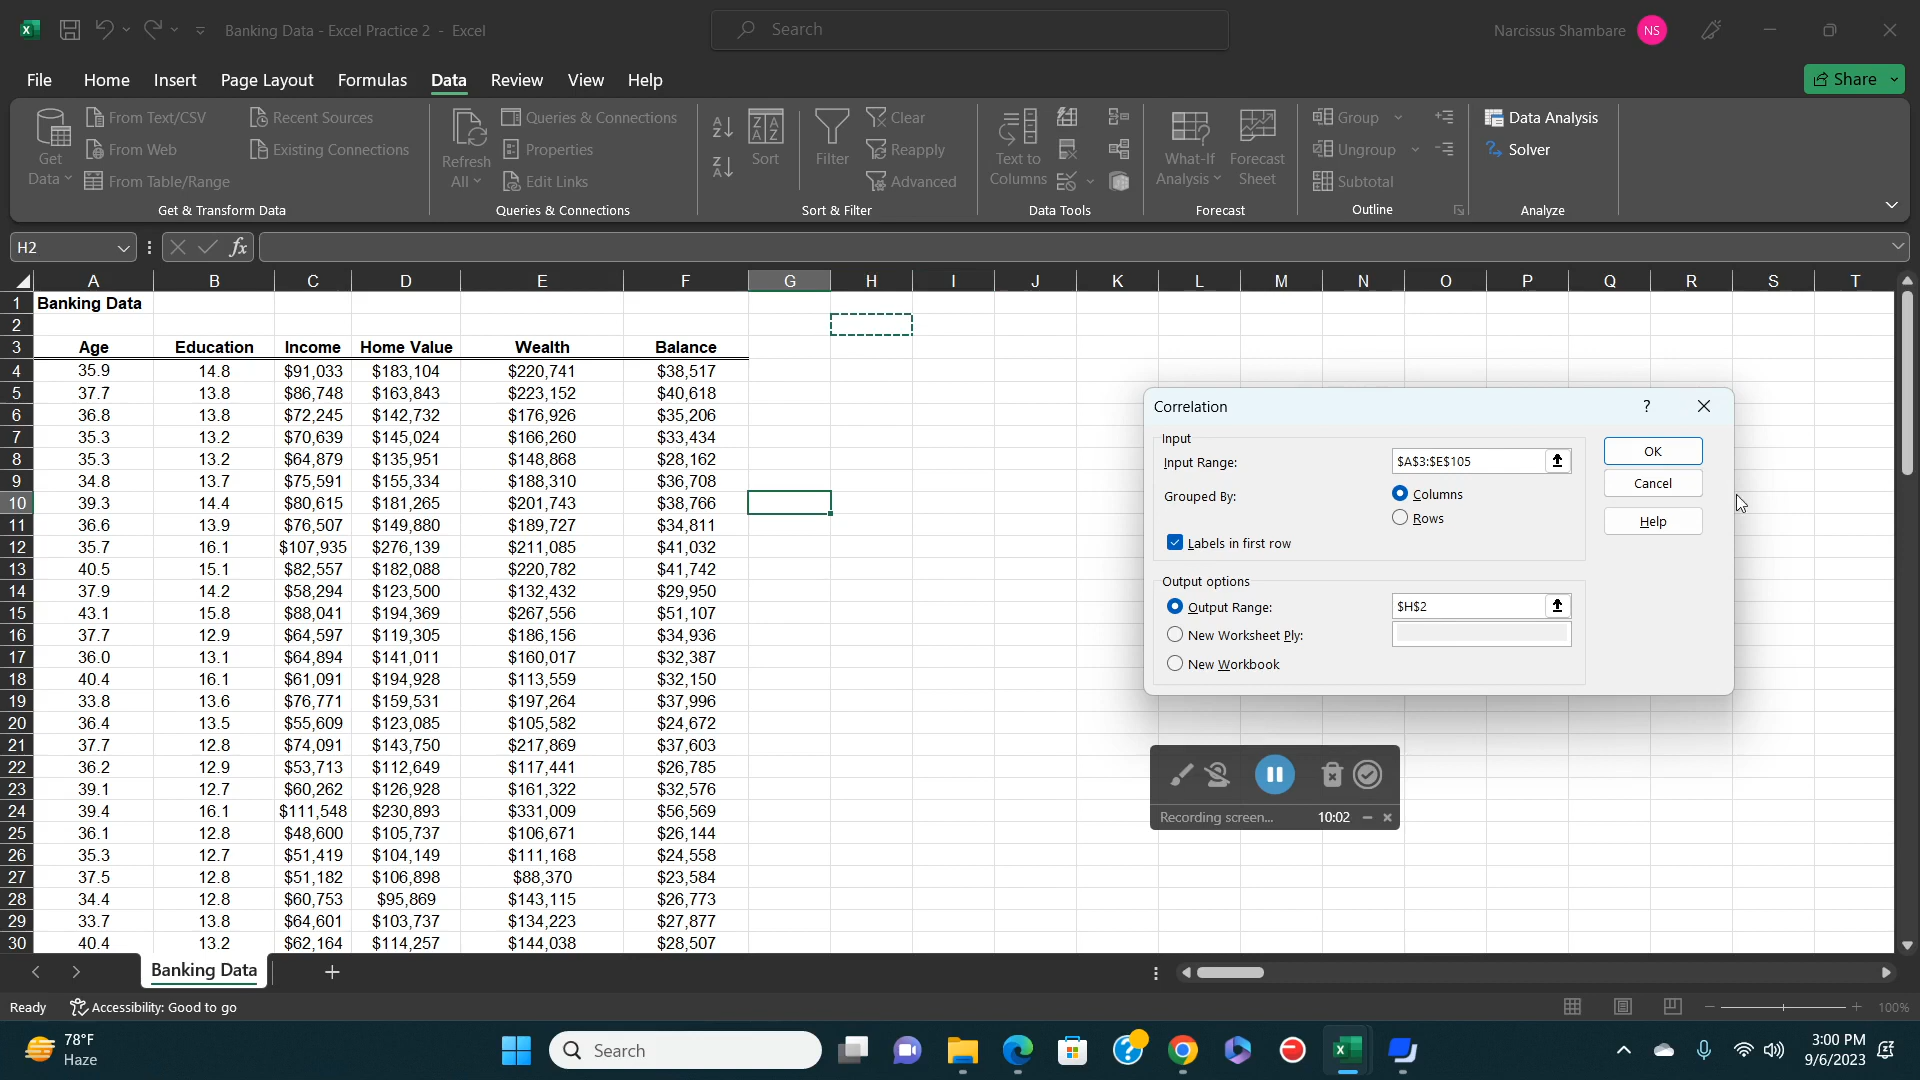 Banking Data - Excel Practice 2 - Excel
Search
Narcissus Shambare NS
File Home Insert Page Layout Formulas Data Review View Help
Share
Get Data
From Text/CSV
From Web
From Table/Range
Recent Sources
Existing Connections
Get & Transform Data
Refresh All
Queries & Connections
Properties
Edit Links
Queries & Connections
Sort
Filter
Clear
Reapply
Advanced
Sort & Filter
Text to Columns
Data Tools
What-If Analysis
Forecast Sheet
Forecast
Group
Ungroup
Subtotal
Outline
Data Analysis
Solver
Analyze
H2
fx
A B C D E F G H I J K L M N O P Q R S T
1 Banking Data
2
3 Age Education Income Home Value Wealth Balance
4 35.9 14.8 $91,033 $183,104 $220,741 $38,517
5 37.7 13.8 $86,748 $163,843 $223,152 $40,618
6 36.8 13.8 $72,245 $142,732 $176,926 $35,206
7 35.3 13.2 $70,639 $145,024 $166,260 $33,434
8 35.3 13.2 $64,879 $135,951 $148,868 $28,162
9 34.8 13.7 $75,591 $155,334 $188,310 $36,708
10 39.3 14.4 $80,615 $181,265 $201,743 $38,766
11 36.6 13.9 $76,507 $149,880 $189,727 $34,811
12 35.7 16.1 $107,935 $276,139 $211,085 $41,032
13 40.5 15.1 $82,557 $182,088 $220,782 $41,742
14 37.9 14.2 $58,294 $123,500 $132,432 $29,950
15 43.1 15.8 $88,041 $194,369 $267,556 $51,107
16 37.7 12.9 $64,597 $119,305 $186,156 $34,936
17 36.0 13.1 $64,894 $141,011 $160,017 $32,387
18 40.4 16.1 $61,091 $194,928 $113,559 $32,150
19 33.8 13.6 $76,771 $159,531 $197,264 $37,996
20 36.4 13.5 $55,609 $123,085 $105,582 $24,672
21 37.7 12.8 $74,091 $143,750 $217,869 $37,603
22 36.2 12.9 $53,713 $112,649 $117,441 $26,785
23 39.1 12.7 $60,262 $126,928 $161,322 $32,576
24 39.4 16.1 $111,548 $230,893 $331,009 $56,569
25 36.1 12.8 $48,600 $105,737 $106,671 $26,144
26 35.3 12.7 $51,419 $104,149 $111,168 $24,558
27 37.5 12.8 $51,182 $106,898 $88,370 $23,584
28 34.4 12.8 $60,753 $95,869 $143,115 $26,773
29 33.7 13.8 $64,601 $103,737 $134,223 $27,877
30 40.4 13.2 $62,164 $114,257 $144,038 $28,507
Correlation ?
Input
Input Range: $A$3:$E$105
Grouped By: Columns
Rows
Labels in first row
Output options
Output Range: $H$2
New Worksheet Ply:
New Workbook
OK
Cancel
Help
Recording screen... 10:02
Banking Data
Ready Accessibility: Good to go
100%
78°F
Haze
Search
3:00 PM
9/6/2023